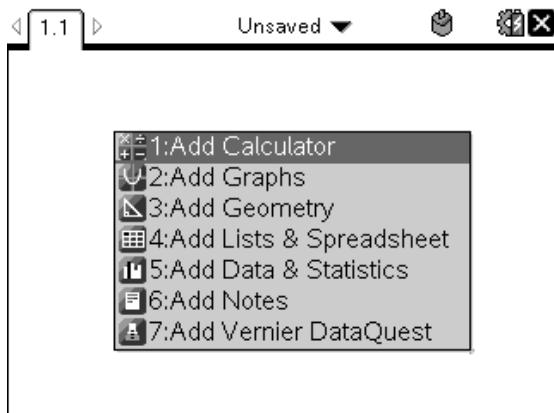 1.1 Unsaved
1:Add Calculator
2:Add Graphs
3:Add Geometry
4:Add Lists & Spreadsheet
5:Add Data & Statistics
6:Add Notes
7:Add Vernier DataQuest